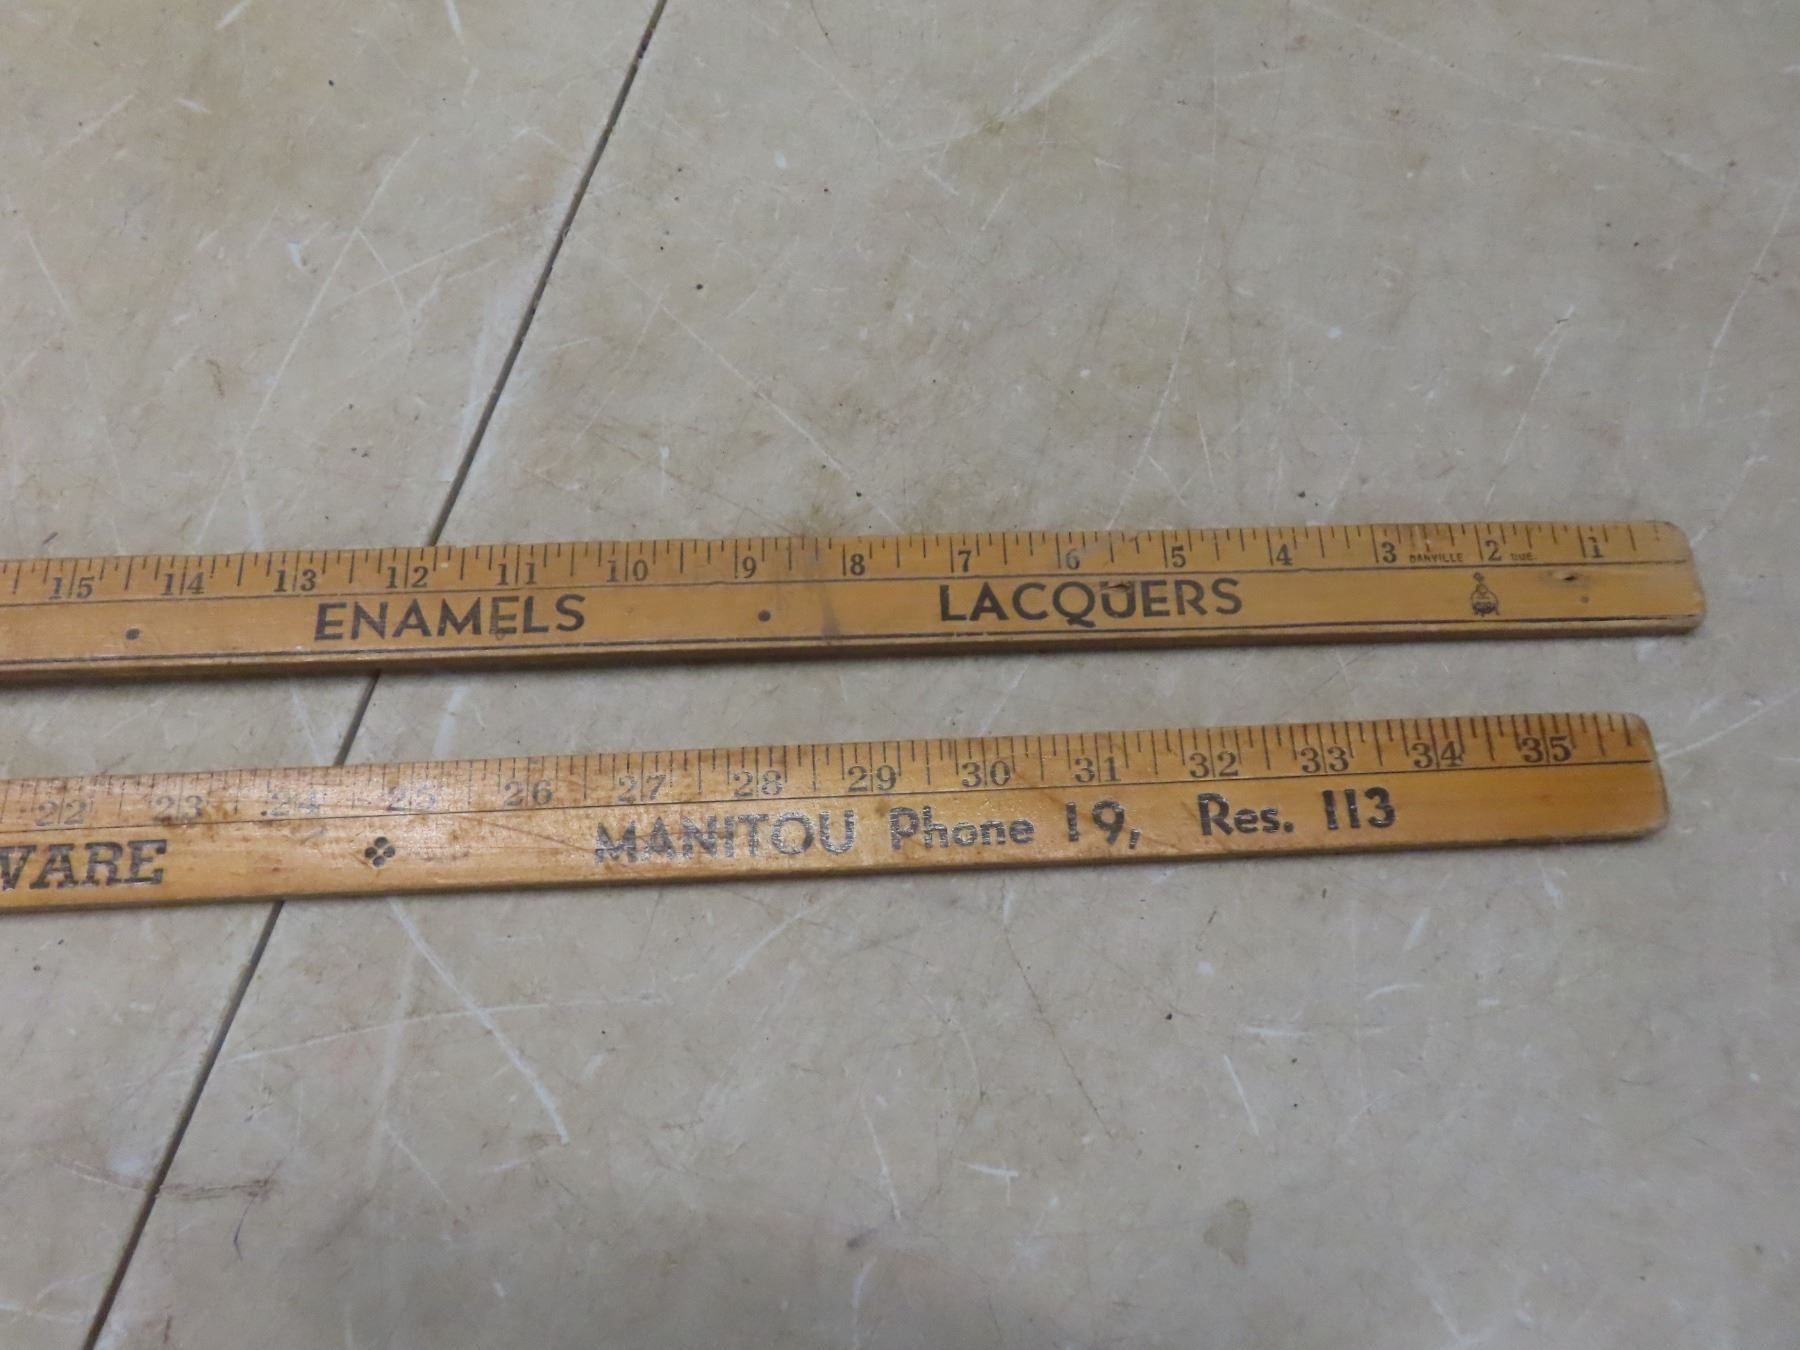 15 14 13 12 11 10 9 8 7 6 5 4 3 DANVILLE 2 QUE. 1
• ENAMELS • LACQUERS
22 23 24 25 26 27 28 29 30 31 32 33 34 35
WARE MANITOU Phone 19, Res. 113